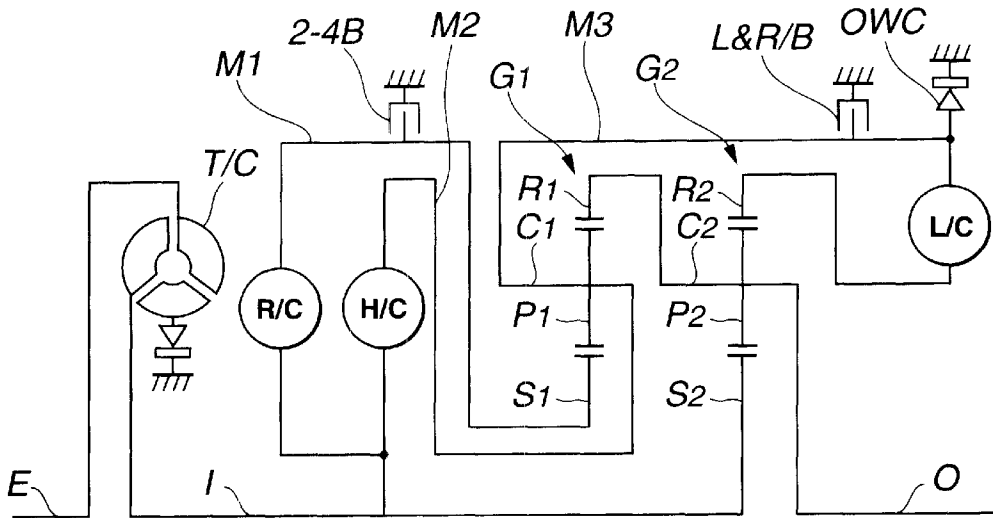 2-4B M2 M3 L&R/B OWC
M1 G1 G2
T/C R1 R2
C1 C2 L/C
R/C H/C P1 P2
S1 S2
E I O